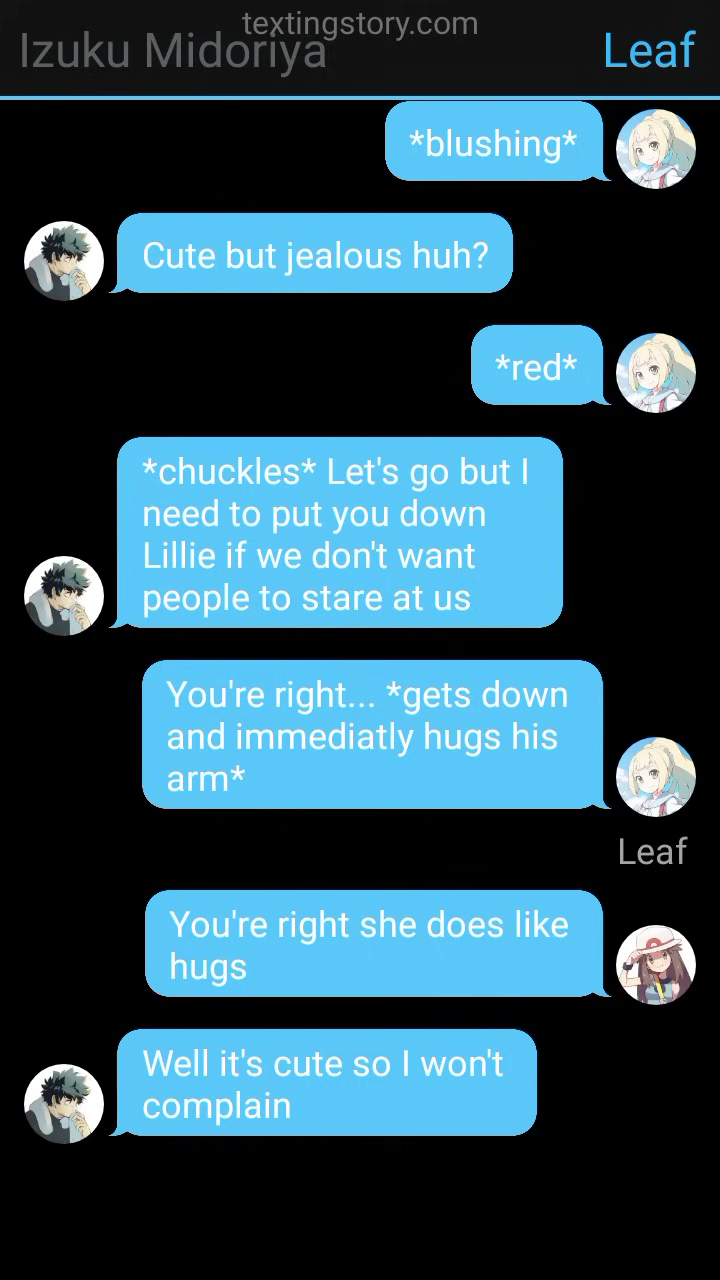 textingstory.com
Izuku Midoriya
Leaf
*blushing*
Cute but jealous huh?
*red*
*chuckles* Let's go but I
need to put you down
Lillie if we don't want
people to stare at us
You're right... *gets down
and immediatly hugs his
arm*
Leaf
You're right she does like
hugs
Well it's cute so I won't
complain